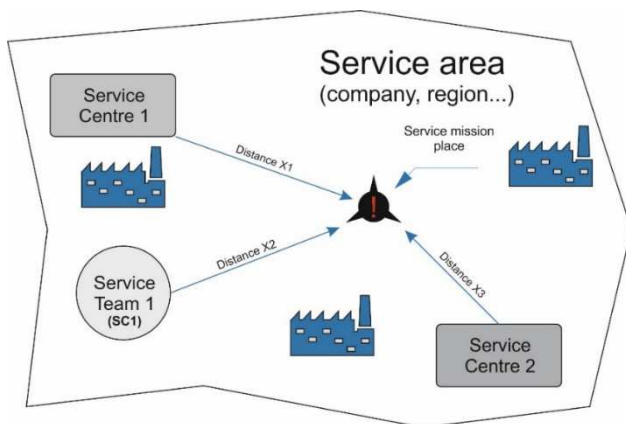 Service area
(company, region...)
Service
Centre 1
Distance X1
Service mission
place
!
Distance X2
Service
Team 1
(SC1)
Distance X3
Service
Centre 2